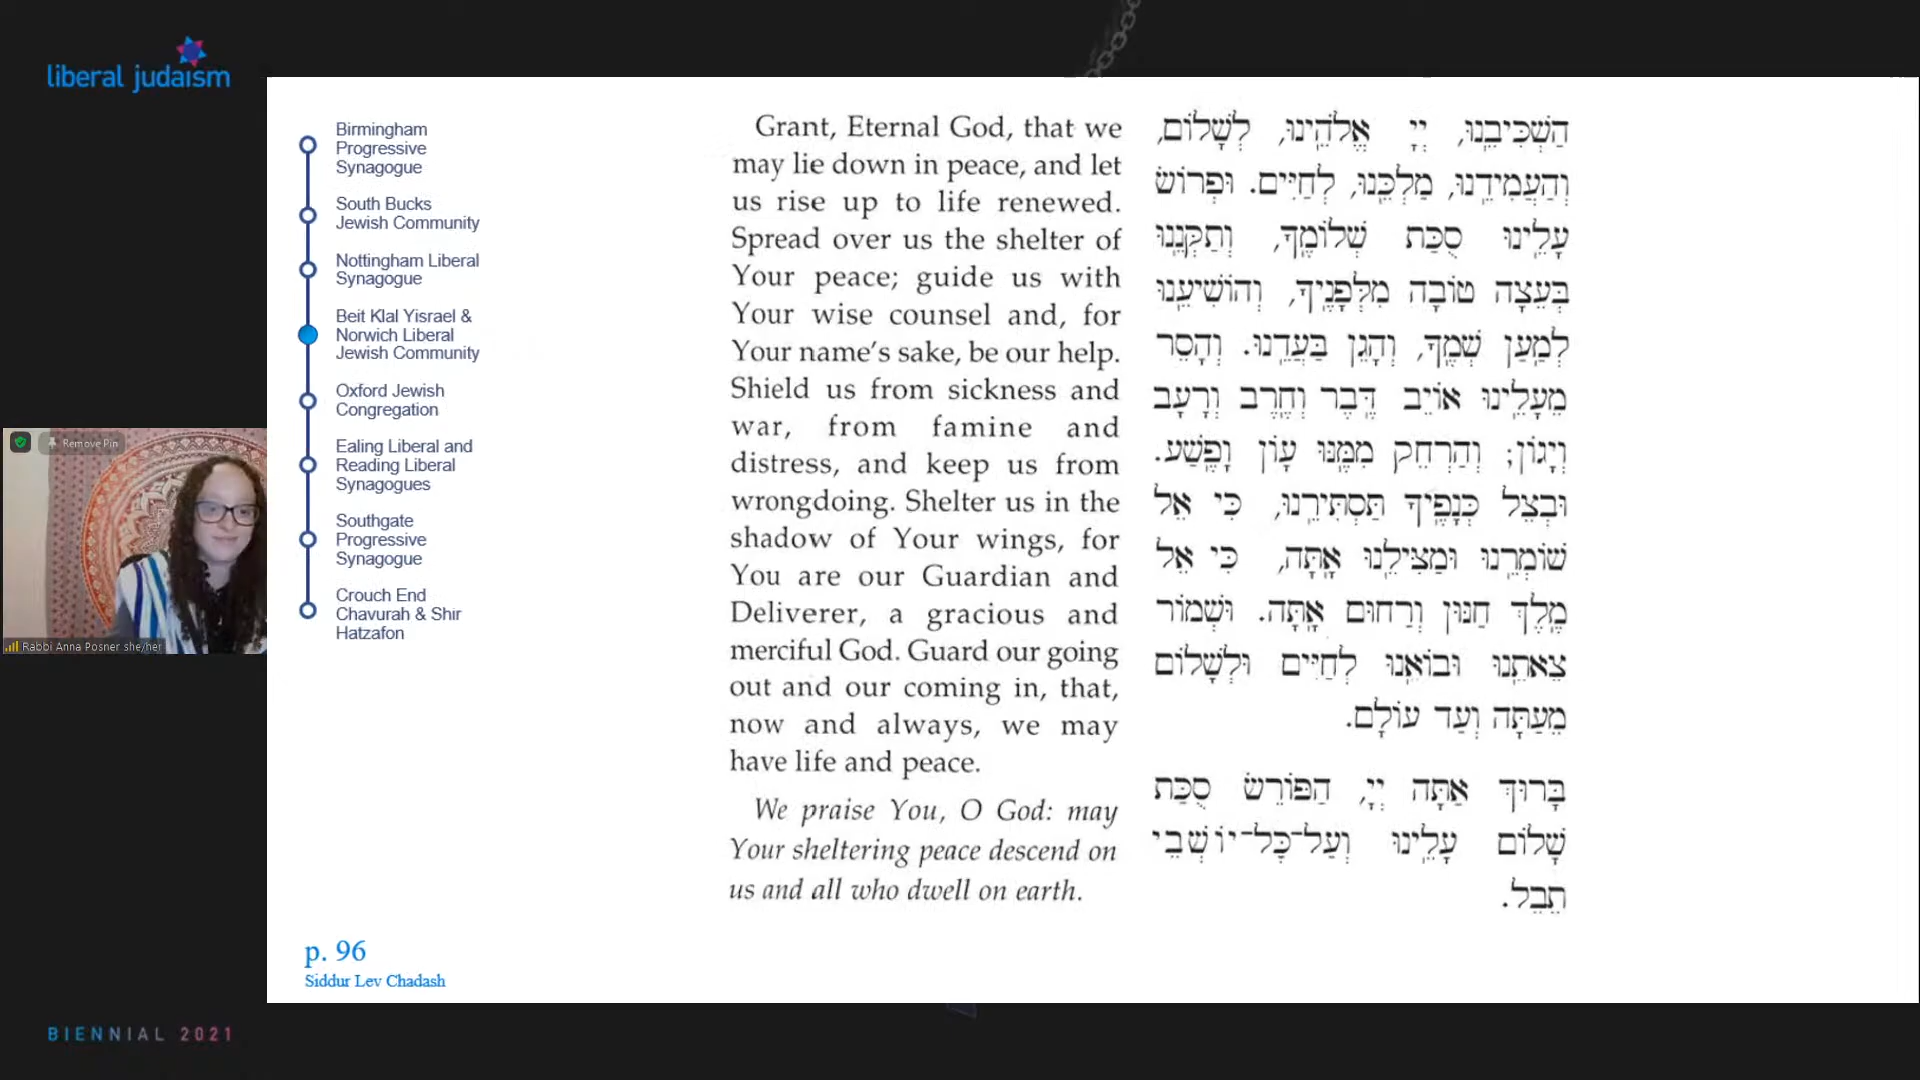 liberal judaism
Birmingham
Progressive
Synagogue
South Bucks
Jewish Community
Nottingham Liberal
Synagogue
Beit Klal Yisrael &
Norwich Liberal
Jewish Community
Oxford Jewish
Congregation
Ealing Liberal and
Reading Liberal
Synagogues
Southgate
Progressive
Synagogue
Crouch End
Chavurah & Shir
Hatzafon
Remove Pin
Rabbi Anna Posner she/her
Grant, Eternal God, that we
may lie down in peace, and let
us rise up to life renewed.
Spread over us the shelter of
Your peace; guide us with
Your wise counsel and, for
Your name's sake, be our help.
Shield us from sickness and
war, from famine and
distress, and keep us from
wrongdoing. Shelter us in the
shadow of Your wings, for
You are our Guardian and
Deliverer, a gracious and
merciful God. Guard our going
out and our coming in, that,
now and always, we may
have life and peace.
We praise You, O God: may
Your sheltering peace descend on
us and all who dwell on earth.
הַשְׁכִּיבֵֽנוּ, יְיָ אֱלֹהֵֽינוּ, לְשָׁלוֹם,
וְהַעֲמִידֵֽנוּ, מַלְכֵּֽנוּ, לְחַיִּים. וּפְרוֹשׂ
עָלֵֽינוּ סֻכַּת שְׁלוֹמֶֽךָ, וְתַקְּנֵֽנוּ
בְּעֵצָה טוֹבָה מִלְּפָנֶֽיךָ, וְהוֹשִׁיעֵֽנוּ
לְמַֽעַן שְׁמֶֽךָ, וְהָגֵן בַּעֲדֵֽנוּ. וְהָסֵר
מֵעָלֵֽינוּ אוֹיֵב דֶּֽבֶר וְחֶֽרֶב וְרָעָב
וְיָגוֹן; וְהַרְחֵק מִמֶּֽנּוּ עָוֹן וָפֶֽשַׁע.
וּבְצֵל כְּנָפֶֽיךָ תַּסְתִּירֵֽנוּ, כִּי אֵל
שׁוֹמְרֵֽנוּ וּמַצִּילֵֽנוּ אָֽתָּה, כִּי אֵל
מֶֽלֶךְ חַנּוּן וְרַחוּם אָֽתָּה. וּשְׁמוֹר
צֵאתֵֽנוּ וּבוֹאֵֽנוּ לְחַיִּים וּלְשָׁלוֹם
מֵעַתָּה וְעַד עוֹלָם.
בָּרוּךְ אַתָּה יְיָ, הַפּוֹרֵשׂ סֻכַּת
שָׁלוֹם עָלֵֽינוּ וְעַל־כָּל־יוֹשְׁבֵי
תֵבֵל.
p. 96
Siddur Lev Chadash
BIENNIAL 2021